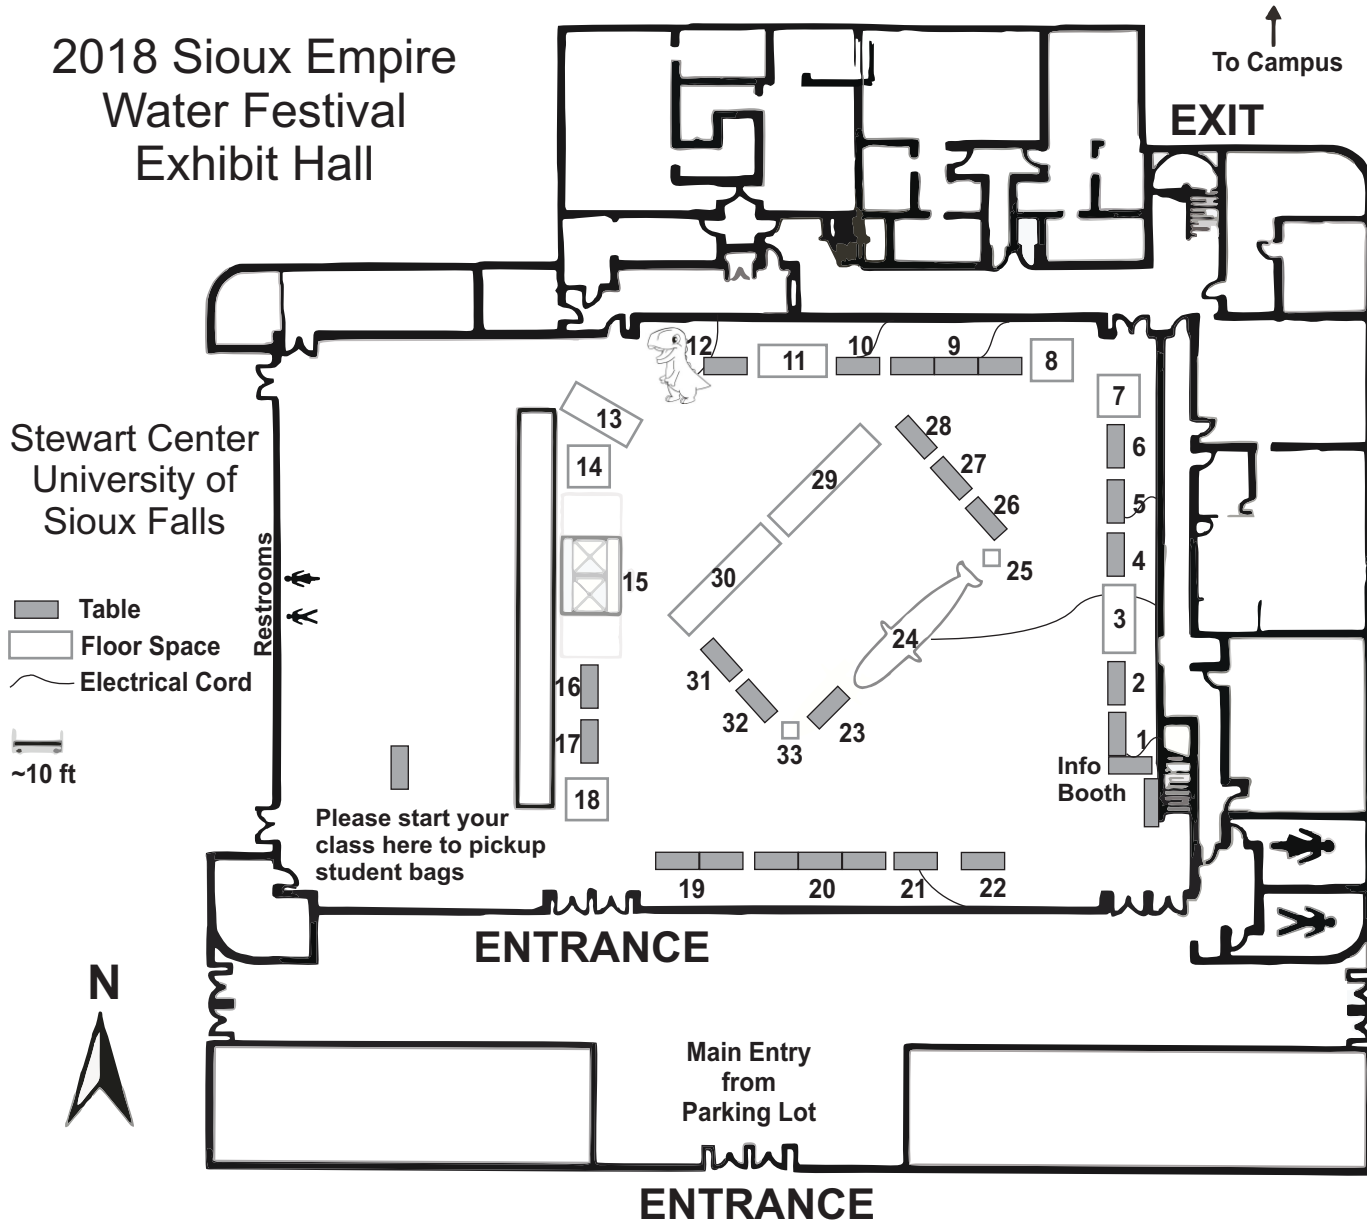 2018 Sioux Empire
Water Festival
Exhibit Hall
To Campus
EXIT
12
11
10
9
8
7
13
14
28
6
29
27
5
26
4
30
15
25
3
24
31
16
2
32
23
17
33
1
18
Info
Booth
Stewart Center
University of
Sioux Falls
Restrooms
Table
Floor Space
Electrical Cord
~10 ft
Please start your
class here to pickup
student bags
19
20
21
22
ENTRANCE
N
Main Entry
from
Parking Lot
ENTRANCE